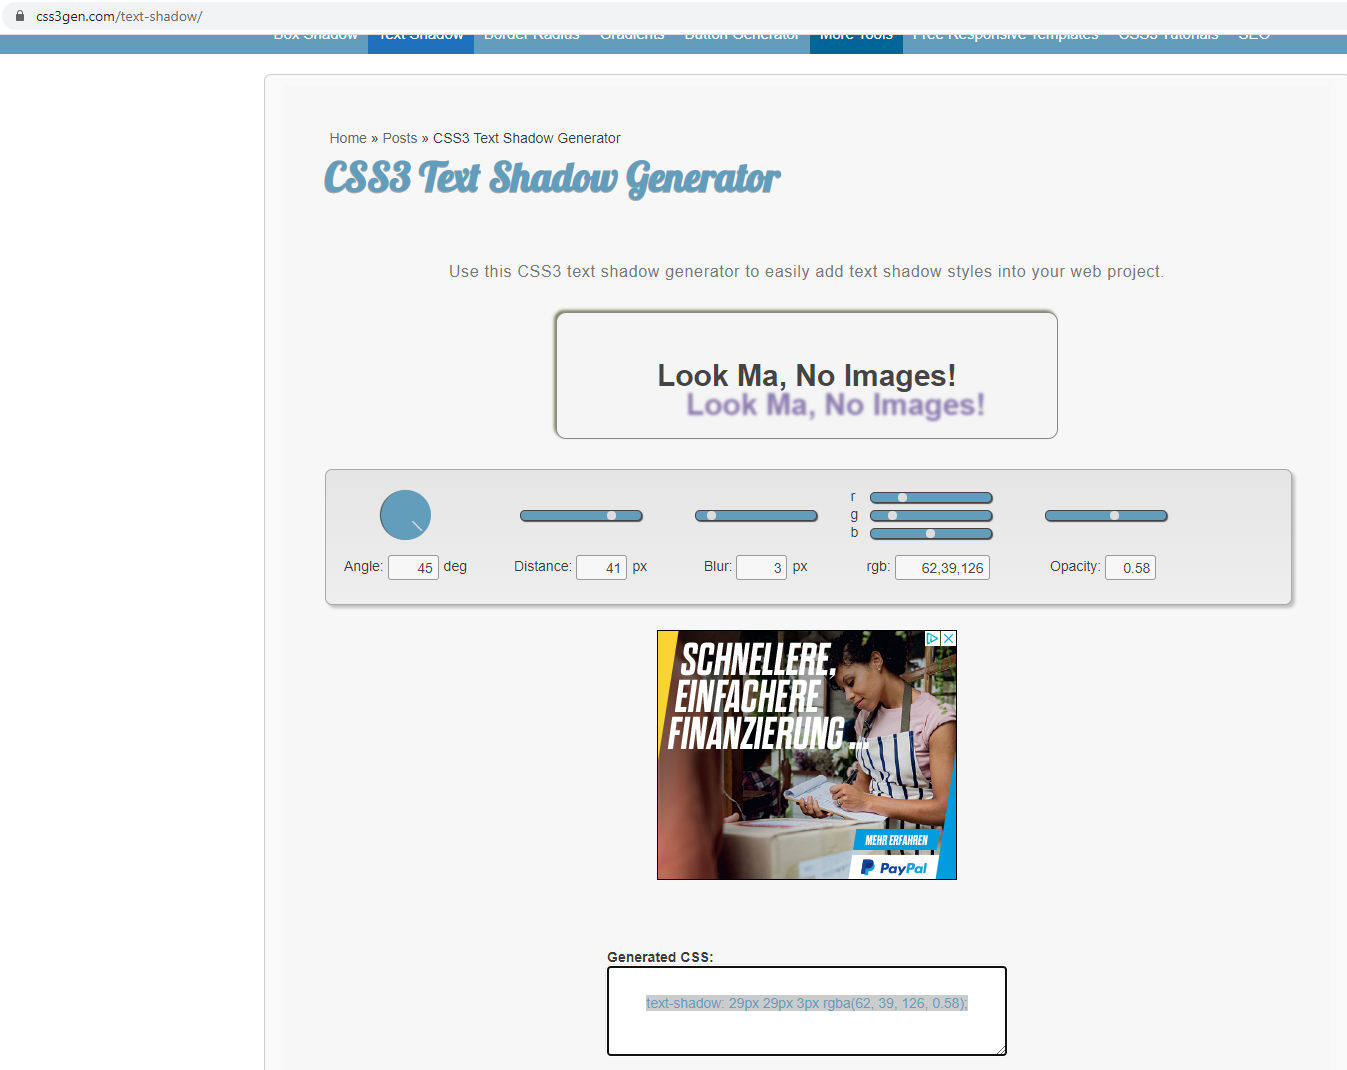 css3gen.com/text-shadow/
Box Shadow Text Shadow Border Radius Gradients Button Generator More Tools Free Responsive Templates CSS3 Tutorials SEO
Home » Posts » CSS3 Text Shadow Generator
CSS3 Text Shadow Generator
Use this CSS3 text shadow generator to easily add text shadow styles into your web project.
Look Ma, No Images!
Look Ma, No Images!
r
g
b
Angle: 45 deg Distance: 41 px Blur: 3 px rgb: 62,39,126 Opacity: 0.58
SCHNELLERE,
EINFACHERE
FINANZIERUNG ...
MEHR ERFAHREN
PayPal
Generated CSS:
text-shadow: 29px 29px 3px rgba(62, 39, 126, 0.58);